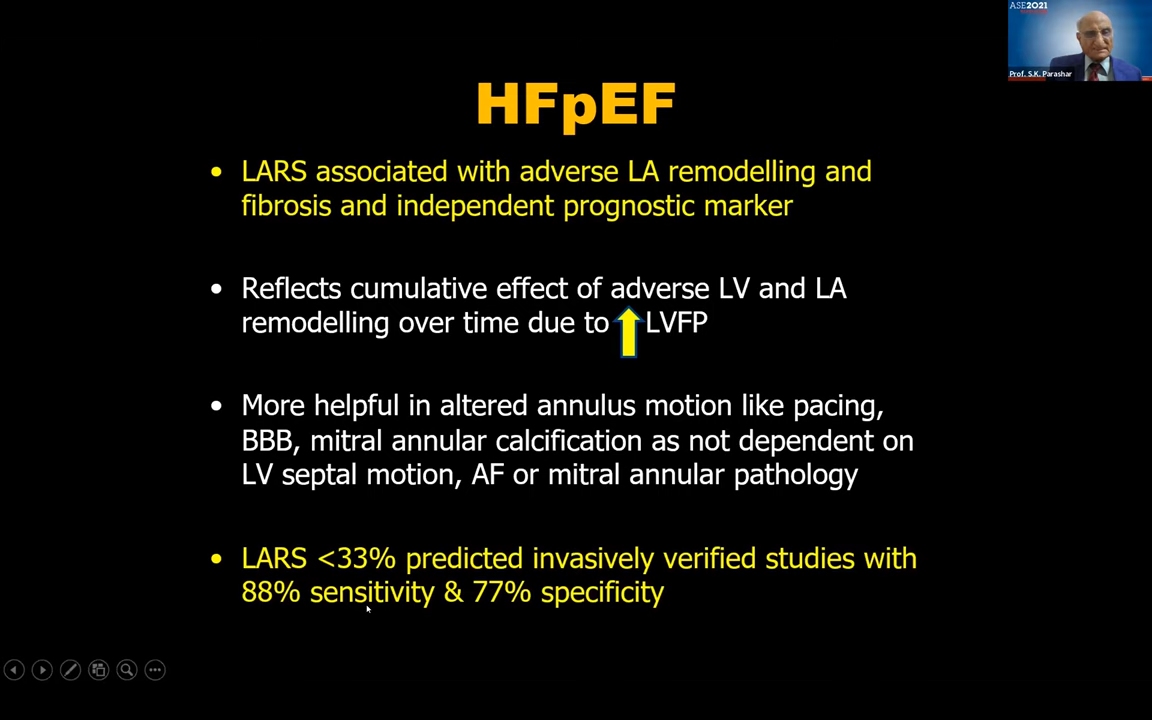 ASE2021
Prof. S.K. Parashar
HFpEF
• LARS associated with adverse LA remodelling and
fibrosis and independent prognostic marker
• Reflects cumulative effect of adverse LV and LA
remodelling over time due to LVFP
• More helpful in altered annulus motion like pacing,
BBB, mitral annular calcification as not dependent on
LV septal motion, AF or mitral annular pathology
• LARS <33% predicted invasively verified studies with
88% sensitivity & 77% specificity